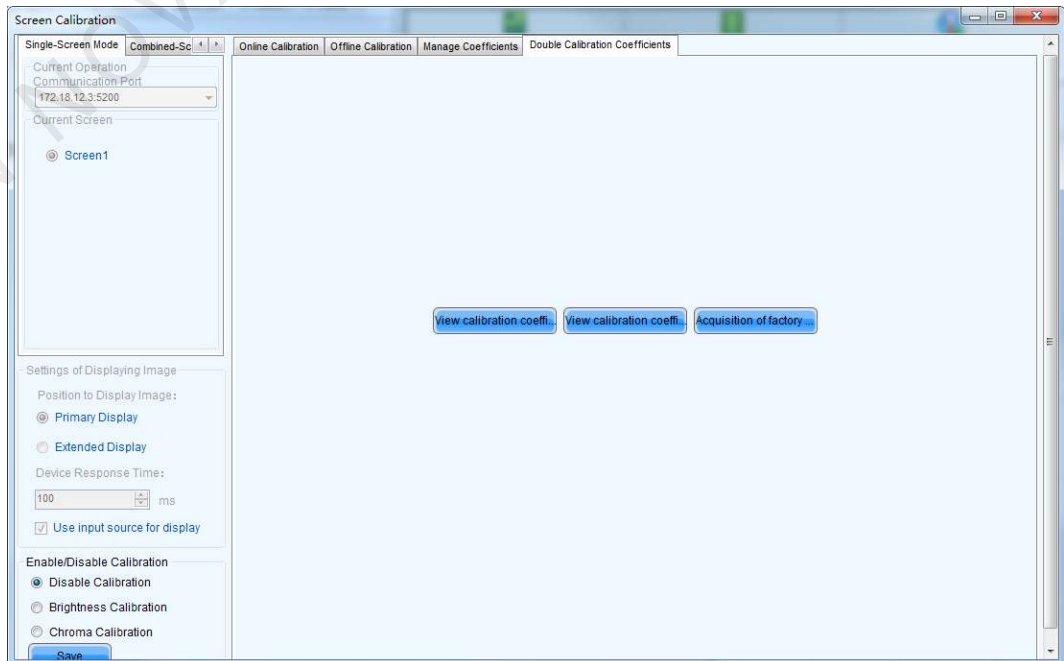 Screen Calibration
Single-Screen Mode Combined-Sc
Online Calibration Offline Calibration Manage Coefficients Double Calibration Coefficients
Current Operation
Communication Port
172.18.12.3:5200
Current Screen
Screen1
View calibration coeffi... View calibration coeffi... Acquisition of factory ...
Settings of Displaying Image
Position to Display Image:
Primary Display
Extended Display
Device Response Time:
100 ms
Use input source for display
Enable/Disable Calibration
Disable Calibration
Brightness Calibration
Chroma Calibration
Save